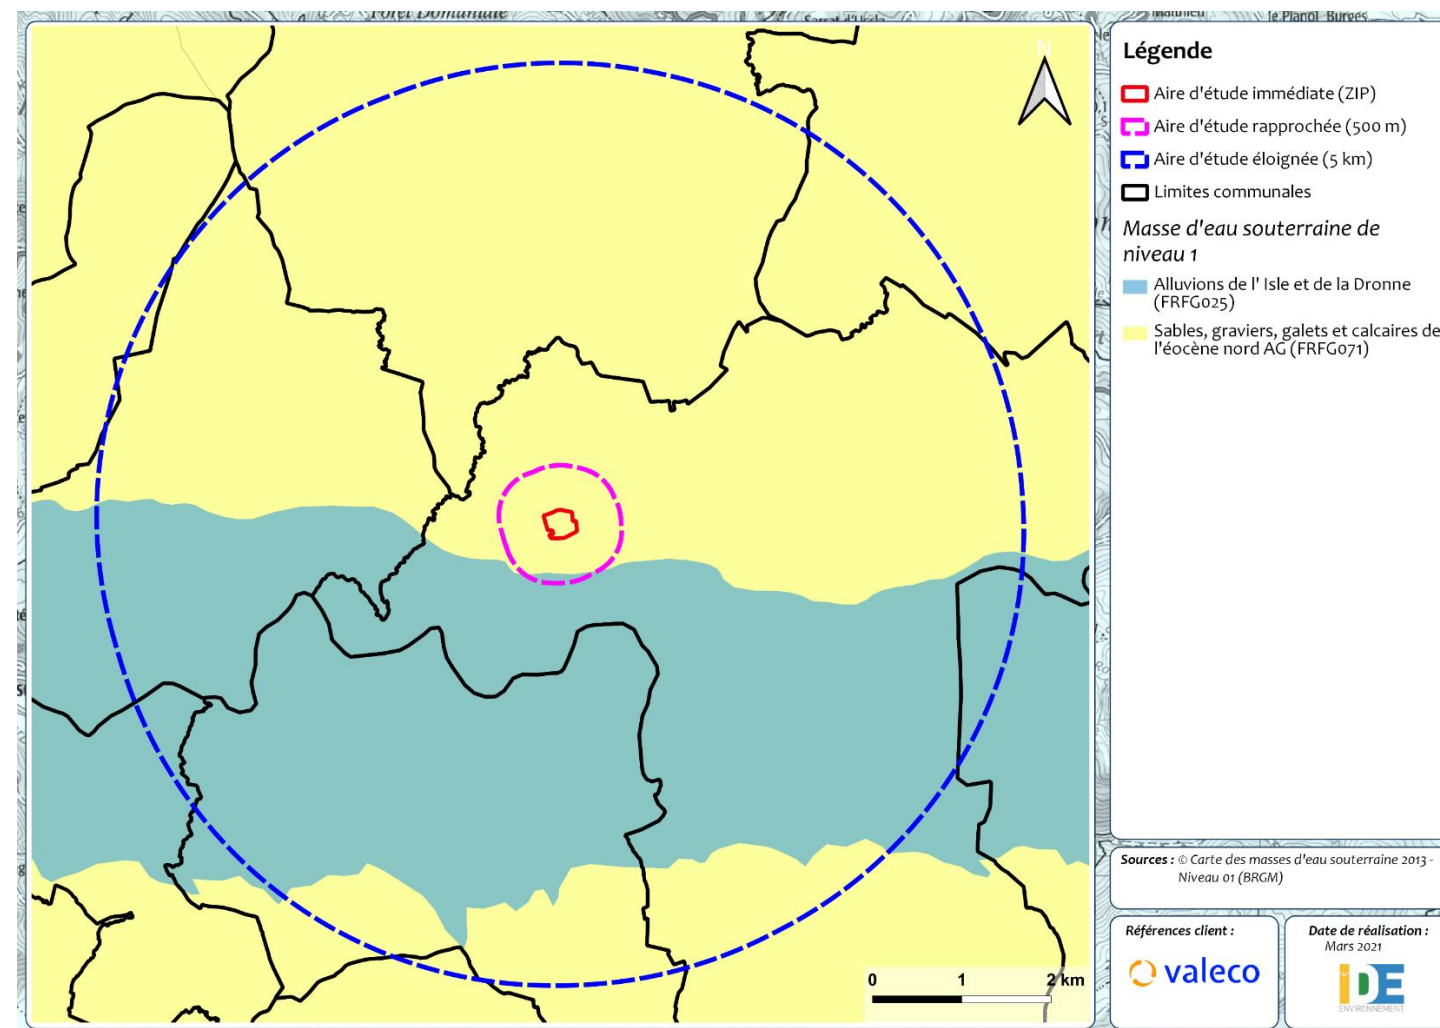 Forêt Domaniale
N
Légende
Aire d'étude immédiate (ZIP)
Aire d'étude rapprochée (500 m)
Aire d'étude éloignée (5 km)
Limites communales
Masse d'eau souterraine de
niveau 1
Alluvions de l' Isle et de la Dronne
(FRFG025)
Sables, graviers, galets et calcaires de
l'éocène nord AG (FRFG071)
0 1 2 km
Sources : © Carte des masses d'eau souterraine 2013 -
Niveau 01 (BRGM)
Références client :
valeco
Date de réalisation :
Mars 2021
iDE
ENVIRONNEMENT